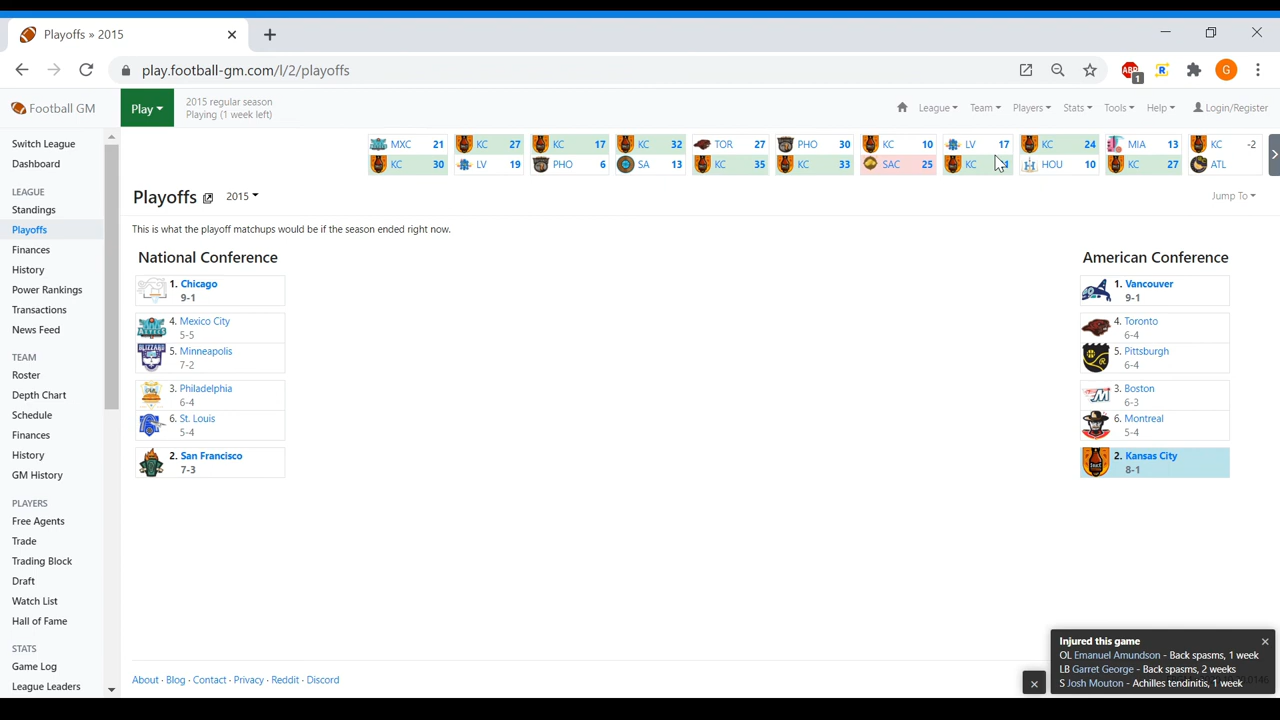 Playoffs » 2015
play.football-gm.com/l/2/playoffs
ABP 1
R
G
Football GM
Play
2015 regular season
Playing (1 week left)
League
Team
Players
Stats
Tools
Help
Login/Register
MXC 21
KC 30
KC 27
LV 19
KC 17
PHO 6
KC 32
SA 13
TOR 27
KC 35
PHO 30
KC 33
KC 10
SAC 25
LV 17
KC
KC 24
HOU 10
MIA 13
KC 27
KC -2
ATL
Switch League
Dashboard
LEAGUE
Standings
Playoffs
Finances
History
Power Rankings
Transactions
News Feed
TEAM
Roster
Depth Chart
Schedule
Finances
History
GM History
PLAYERS
Free Agents
Trade
Trading Block
Draft
Watch List
Hall of Fame
STATS
Game Log
League Leaders
Playoffs
2015
Jump To
This is what the playoff matchups would be if the season ended right now.
National Conference
1. Chicago
9-1
4. Mexico City
5-5
5. Minneapolis
7-2
3. Philadelphia
6-4
6. St. Louis
5-4
2. San Francisco
7-3
American Conference
1. Vancouver
9-1
4. Toronto
6-4
5. Pittsburgh
6-4
3. Boston
6-3
6. Montreal
5-4
2. Kansas City
8-1
About · Blog · Contact · Privacy · Reddit · Discord
Injured this game
OL Emanuel Amundson - Back spasms, 1 week
LB Garret George - Back spasms, 2 weeks
S Josh Mouton - Achilles tendinitis, 1 week